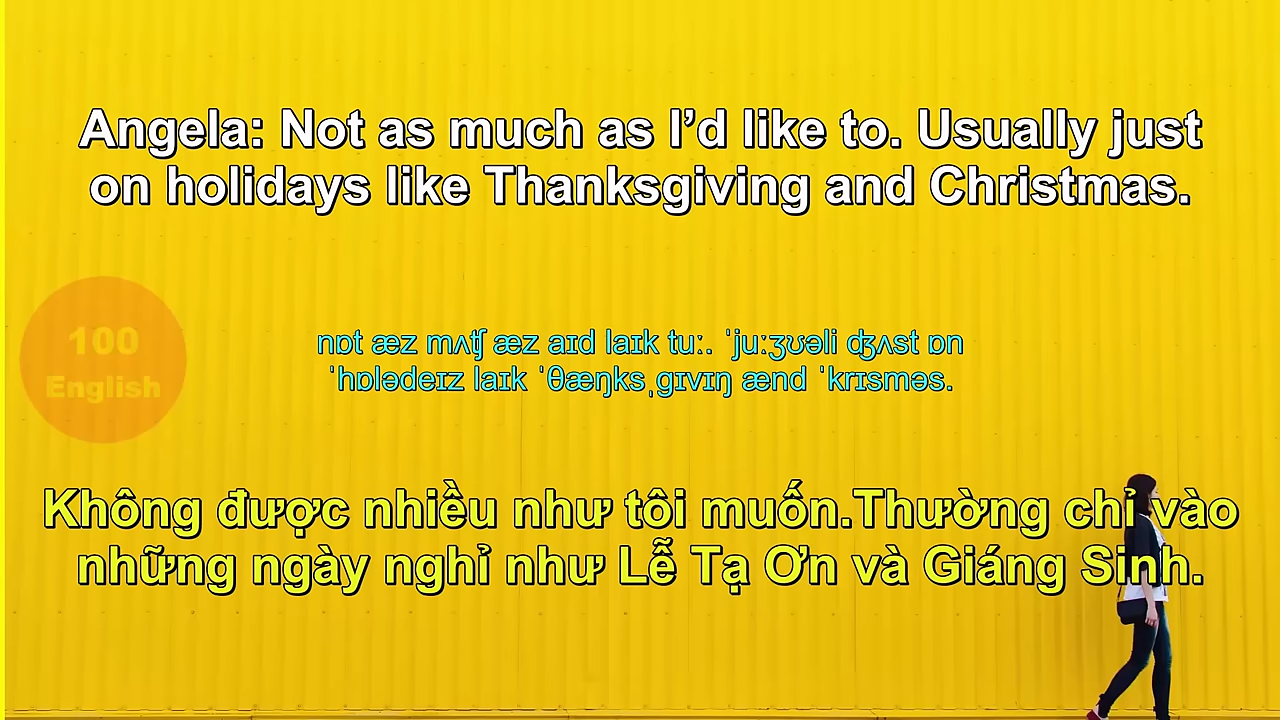 Angela: Not as much as I’d like to. Usually just
on holidays like Thanksgiving and Christmas.
100
English
nɒt æz mʌʧ æz aɪd laɪk tuː. ˈjuːʒʊəli ʤʌst ɒn
ˈhɒlədeɪz laɪk ˈθæŋksˌgɪvɪŋ ænd ˈkrɪsməs.
Không được nhiều như tôi muốn.Thường chỉ vào
những ngày nghỉ như Lễ Tạ Ơn và Giáng Sinh.